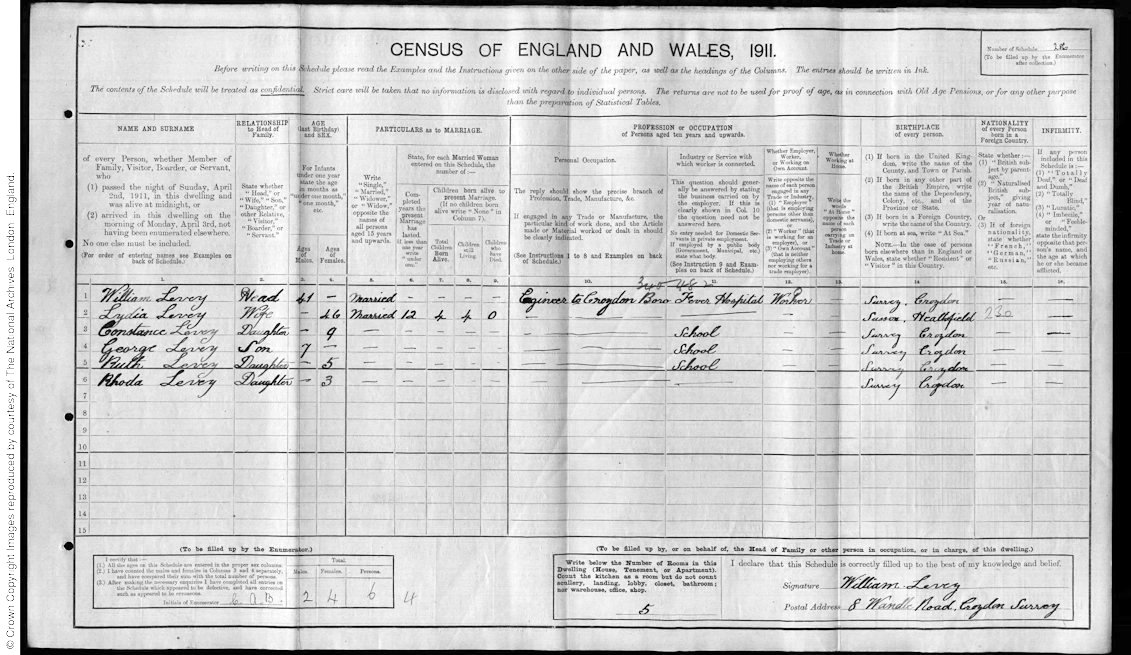 CENSUS OF ENGLAND AND WALES, 1911.
Number of Schedule 26
(To be filled up by the Enumerator
after collection.)
Before writing on this Schedule please read the Examples and the Instructions given on the other side of the paper, as well as the headings of the Columns. The entries should be written in Ink.
The contents of the Schedule will be treated as confidential. Strict care will be taken that no information is disclosed with regard to individual persons. The returns are not to be used for proof of age, as in connection with Old Age Pensions, or for any other purpose
than the preparation of Statistical Tables.
NAME AND SURNAME
of every Person, whether Member of
Family, Visitor, Boarder, or Servant,
who
(1) passed the night of Sunday, April
2nd, 1911, in this dwelling and
was alive at midnight, or
(2) arrived in this dwelling on the
morning of Monday, April 3rd, not
having been enumerated elsewhere.
No one else must be included.
(For order of entering names see Examples on
back of Schedule.)
RELATIONSHIP
to Head of
Family.
State whether
"Head," or
"Wife," "Son,"
"Daughter," or
other Relative,
"Visitor,"
"Boarder," or
"Servant."
AGE
(last Birthday)
and SEX.
For Infants
under one year
state the age
in months as
"under one
month," "one
month,"
etc.
Ages
of
Males.
Ages
of
Females.
PARTICULARS as to MARRIAGE.
Write
"Single,"
"Married,"
"Widower,"
or "Widow,"
opposite the
names of
all persons
aged 15 years
and upwards.
State, for each Married Woman
entered on this Schedule, the
number of :—
Completed
years the
present
Marriage
has
lasted.
If less than
one year
write
"under
one."
Children born alive to
present Marriage.
(If no children born
alive write "None" in
Column 7).
Total
Children
Born
Alive.
Children
still
Living.
Children
who
have
Died.
PROFESSION or OCCUPATION
of Persons aged ten years and upwards.
Personal Occupation.
The reply should show the precise branch of
Profession, Trade, Manufacture, &c.
If engaged in any Trade or Manufacture, the
particular kind of work done, and the Article
made or Material worked or dealt in should
be clearly indicated.
(See Instructions 1 to 8 and Examples on back
of Schedule.)
Industry or Service with
which worker is connected.
This question should generally
be answered by stating
the business carried on by
the employer. If this is
clearly shown in Col. 10
the question need not be
answered here.
No entry needed for Domestic Servants
in private employment.
If employed by a public body
(Government, Municipal, etc.)
state what body.
(See Instruction 9 and Examples
on back of Schedule.)
Whether Employer,
Worker,
or Working on
Own Account.
Write opposite the
name of each person
engaged in any
Trade or Industry,
(1) "Employer"
(that is employing
persons other than
domestic servants),
or
(2) "Worker" (that
is working for an
employer), or
(3) "Own Account"
(that is neither
employing others
nor working for a
trade employer).
Whether
Working at
Home.
Write the
words
"At Home"
opposite the
name of each
person
carrying on
Trade or
Industry at
home.
BIRTHPLACE
of every person.
(1) If born in the United Kingdom,
write the name of the
County, and Town or Parish.
(2) If born in any other part of
the British Empire, write
the name of the Dependency,
Colony, etc., and of the
Province or State.
(3) If born in a Foreign Country,
write the name of the Country.
(4) If born at sea, write "At Sea."
NOTE.—In the case of persons
born elsewhere than in England or
Wales, state whether "Resident" or
"Visitor" in this Country.
NATIONALITY
of every Person
born in a
Foreign Country.
State whether :—
(1) "British subject
by parentage,"
(2) "Naturalised
British subject,"
giving
year of naturalisation.
Or
(3) If of foreign
nationality,
state whether
"French,"
"German,"
"Russian,"
etc.
INFIRMITY.
If any person
included in this
Schedule is :—
(1) "Totally
Deaf," or "Deaf
and Dumb,"
(2) "Totally
Blind,"
(3) "Lunatic,"
(4) "Imbecile,"
or "Feeble-minded,"
state the infirmity
opposite that person's
name, and
the age at which
he or she became
afflicted.
1. 2. 3. 4. 5. 6. 7. 8. 9. 10. 11. 12. 13. 14. 15. 16.
1 William Levey Head 41 — Married — — — — Egineer to Croydon Boro Fever Hospital Worker — Surrey, Croydon — —
2 Lydia Levey Wife — 46 Married 12 4 4 0 — — — — Sussex, Heathfield 230 —
3 Constance Levey Daughter — 9 — — — — — — School — — Surrey Croydon — —
4 George Levey Son 7 — — — — — — — School — — Surrey Croydon — —
5 Ruth Levey Daughter — 5 — — — — — — School — — Surrey Croydon — —
6 Rhoda Levey Daughter — 3 — — — — — — — — — Surrey Croydon — —
7
8
9
10
11
12
13
14
15
(To be filled up by the Enumerator.)
I certify that :—
(1.) All the ages on this Schedule are entered in the proper sex columns.
(2.) I have counted the males and females in Columns 3 and 4 separately,
and have compared their sum with the total number of persons.
(3.) After making the necessary enquiries I have completed all entries on
the Schedule which appeared to be defective, and have corrected
such as appeared to be erroneous.
Initials of Enumerator
Total.
Males. Females. Persons.
2 4 6 4
(To be filled up by, or on behalf of, the Head of Family or other person in occupation, or in charge, of this dwelling.)
Write below the Number of Rooms in this
Dwelling (House, Tenement, or Apartment).
Count the kitchen as a room but do not count
scullery, landing, lobby, closet, bathroom;
nor warehouse, office, shop.
5
I declare that this Schedule is correctly filled up to the best of my knowledge and belief.
Signature William Levey
Postal Address 8 Wandle Road, Croydon Surrey
© Crown Copyright Images reproduced by courtesy of The National Archives, London, England.